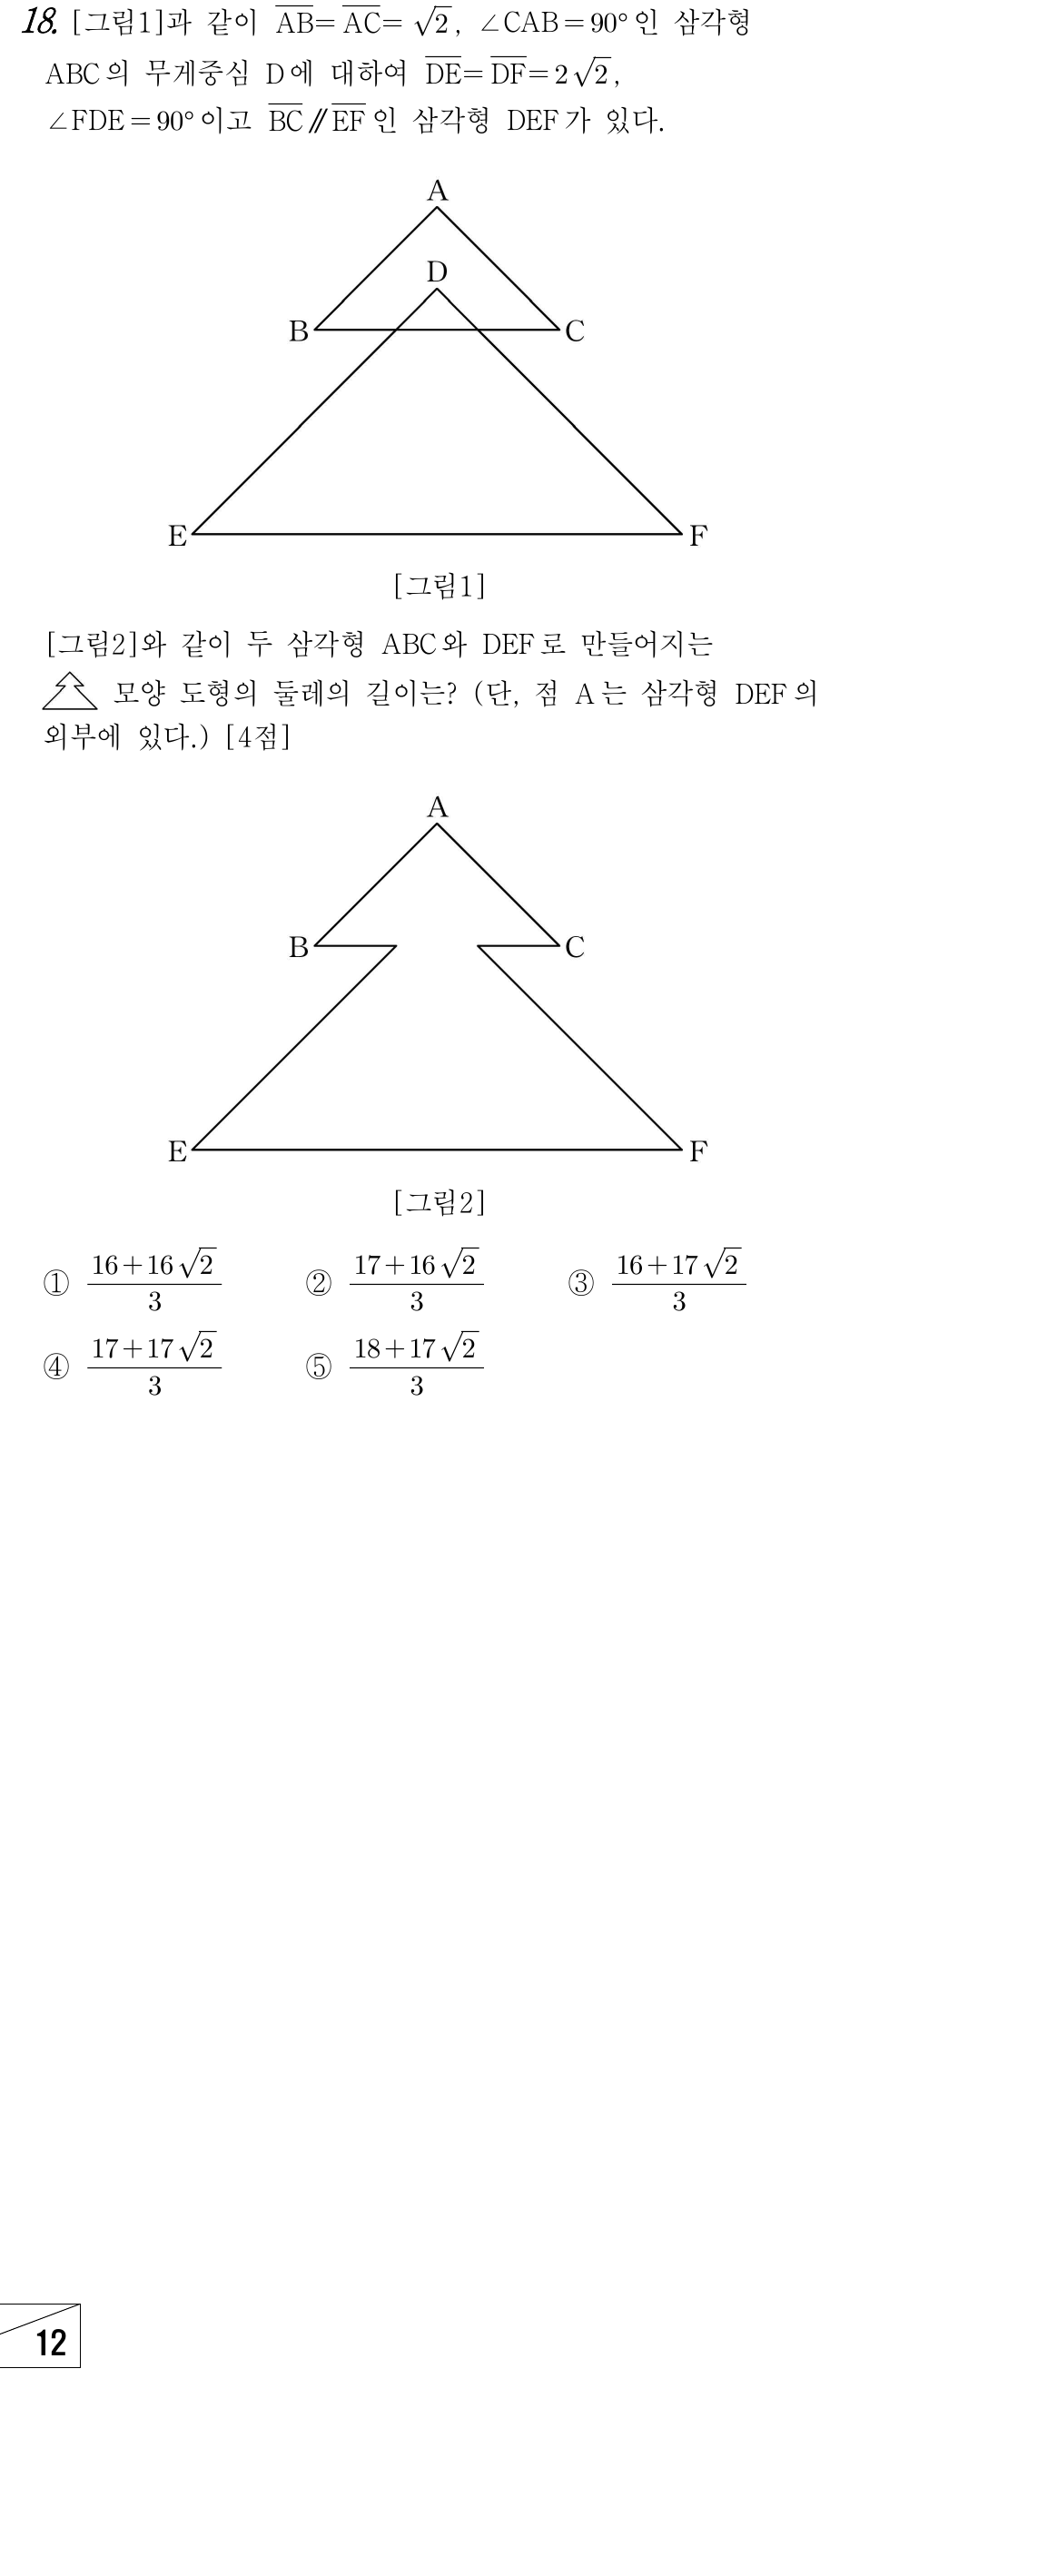 18. [그림1]과 같이 $\overline{AB}=\overline{AC}=\sqrt{2}$, ∠CAB=90°인 삼각형
ABC의 무게중심 D에 대하여 $\overline{DE}=\overline{DF}=2\sqrt{2}$,
∠FDE=90°이고 $\overline{BC}∥\overline{EF}$인 삼각형 DEF가 있다.
A
D
B C
E F
[그림1]
[그림2]와 같이 두 삼각형 ABC와 DEF로 만들어지는
모양 도형의 둘레의 길이는? (단, 점 A는 삼각형 DEF의
외부에 있다.) [4점]
A
B C
E F
[그림2]
① $\frac{16+16\sqrt{2}}{3}$ ② $\frac{17+16\sqrt{2}}{3}$ ③ $\frac{16+17\sqrt{2}}{3}$
④ $\frac{17+17\sqrt{2}}{3}$ ⑤ $\frac{18+17\sqrt{2}}{3}$
12